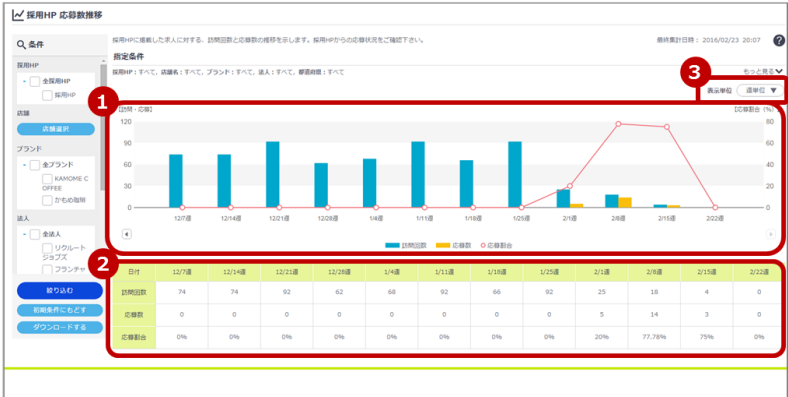 採用HP 応募数推移
採用HPに掲載した求人に対する、訪問回数と応募数の推移を示します。採用HPからの応募状況をご確認下さい。
最終集計日時： 2016/02/23 20:07
?
条件
採用HP
- 全採用HP
採用HP
店舗
店舗選択
ブランド
- 全ブランド
KAMOME C
OFFEE
かもめ珈琲
法人
- 全法人
リクルート
ジョブズ
フランチャ
絞り込む
初期条件にもどす
ダウンロードする
指定条件
採用HP：すべて, 店舗名：すべて, ブランド：すべて, 法人：すべて, 都道府県：すべて
もっと見る
3
表示単位 週単位 ▼
1
【訪問・応募】
【応募割合（%）】
120
90
60
30
0
80
60
40
20
0
12/7週 12/14週 12/21週 12/28週 1/4週 1/11週 1/18週 1/25週 2/1週 2/8週 2/15週 2/22週
訪問回数 応募数 応募割合
2
日付 12/7週 12/14週 12/21週 12/28週 1/4週 1/11週 1/18週 1/25週 2/1週 2/8週 2/15週 2/22週
訪問回数 74 74 92 62 68 92 66 92 25 18 4 0
応募数 0 0 0 0 0 0 0 0 5 14 3 0
応募割合 0% 0% 0% 0% 0% 0% 0% 0% 20% 77.78% 75% 0%